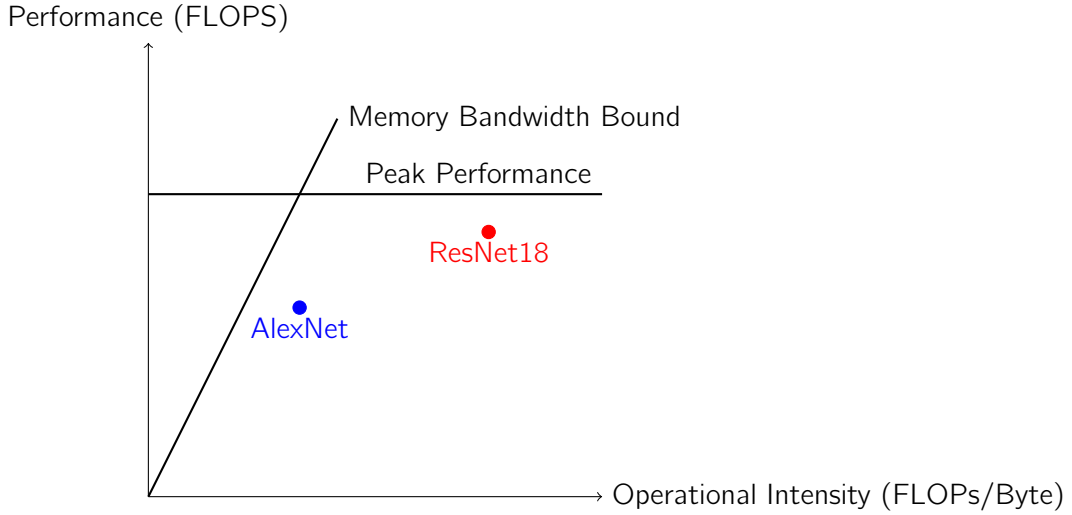 Performance (FLOPS)
Memory Bandwidth Bound
Peak Performance
ResNet18
AlexNet
Operational Intensity (FLOPs/Byte)